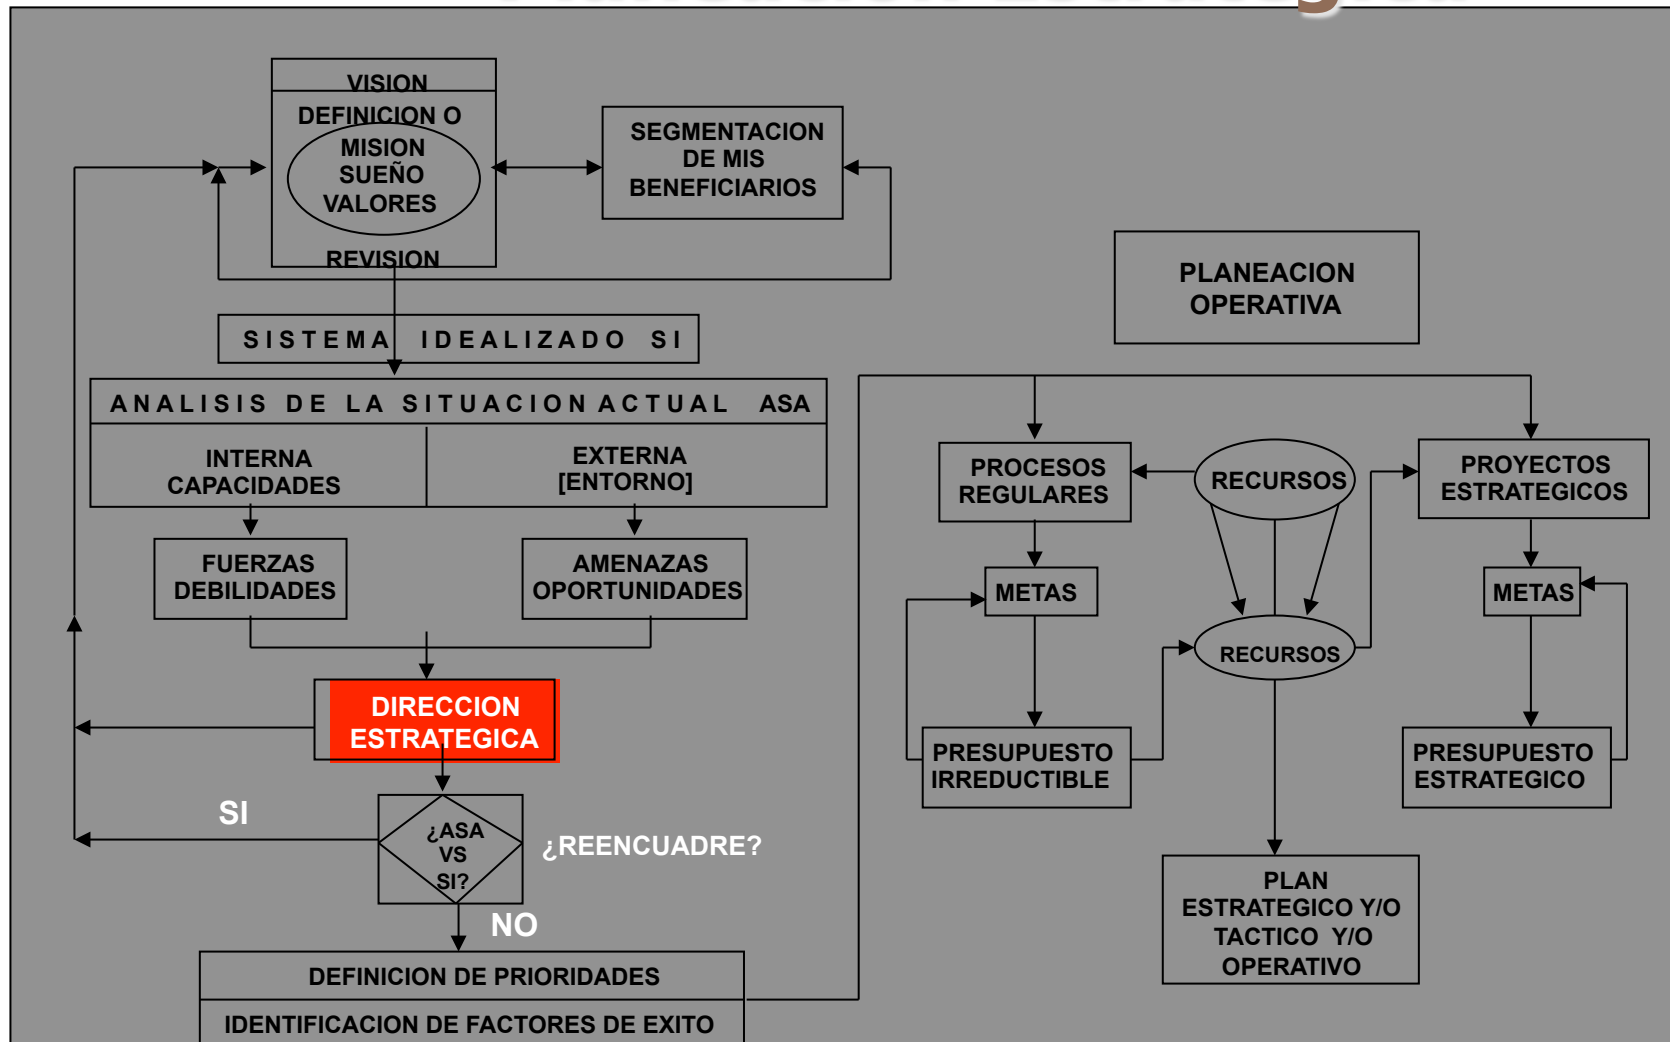 VISION
DEFINICION O
MISION
SUEÑO
VALORES
REVISION
SEGMENTACION
DE MIS
BENEFICIARIOS
SISTEMA IDEALIZADO SI
ANALISIS DE LA SITUACION ACTUAL ASA
INTERNA
CAPACIDADES
EXTERNA
[ENTORNO]
FUERZAS
DEBILIDADES
AMENAZAS
OPORTUNIDADES
DIRECCION
ESTRATEGICA
SI
¿ASA
VS
SI?
¿REENCUADRE?
NO
DEFINICION DE PRIORIDADES
IDENTIFICACION DE FACTORES DE EXITO
PLANEACION
OPERATIVA
PROCESOS
REGULARES
RECURSOS
PROYECTOS
ESTRATEGICOS
METAS
RECURSOS
METAS
PRESUPUESTO
IRREDUCTIBLE
PRESUPUESTO
ESTRATEGICO
PLAN
ESTRATEGICO Y/O
TACTICO Y/O
OPERATIVO